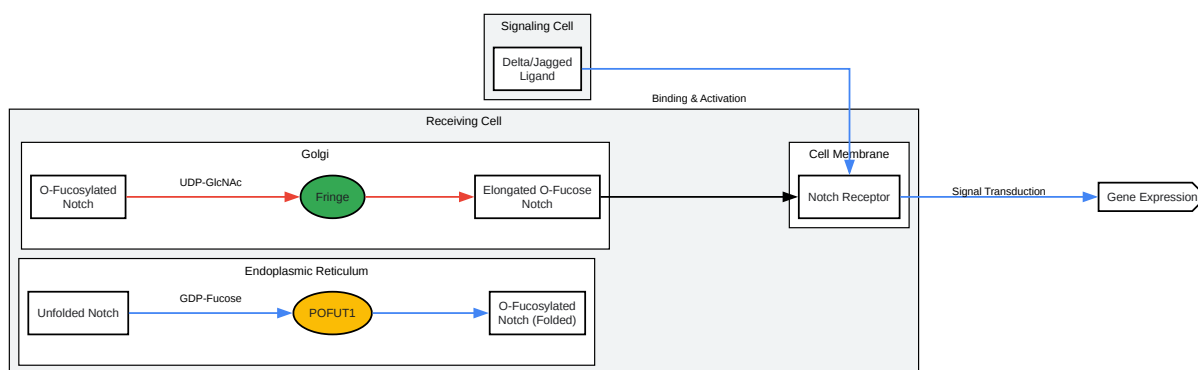 Signaling Cell
Delta/Jagged
Ligand
Binding & Activation
Receiving Cell
Golgi
Cell Membrane
O-Fucosylated
Notch
UDP-GlcNAc
Fringe
Elongated O-Fucose
Notch
Notch Receptor
Signal Transduction
Gene Expression
Endoplasmic Reticulum
Unfolded Notch
GDP-Fucose
POFUT1
O-Fucosylated
Notch (Folded)